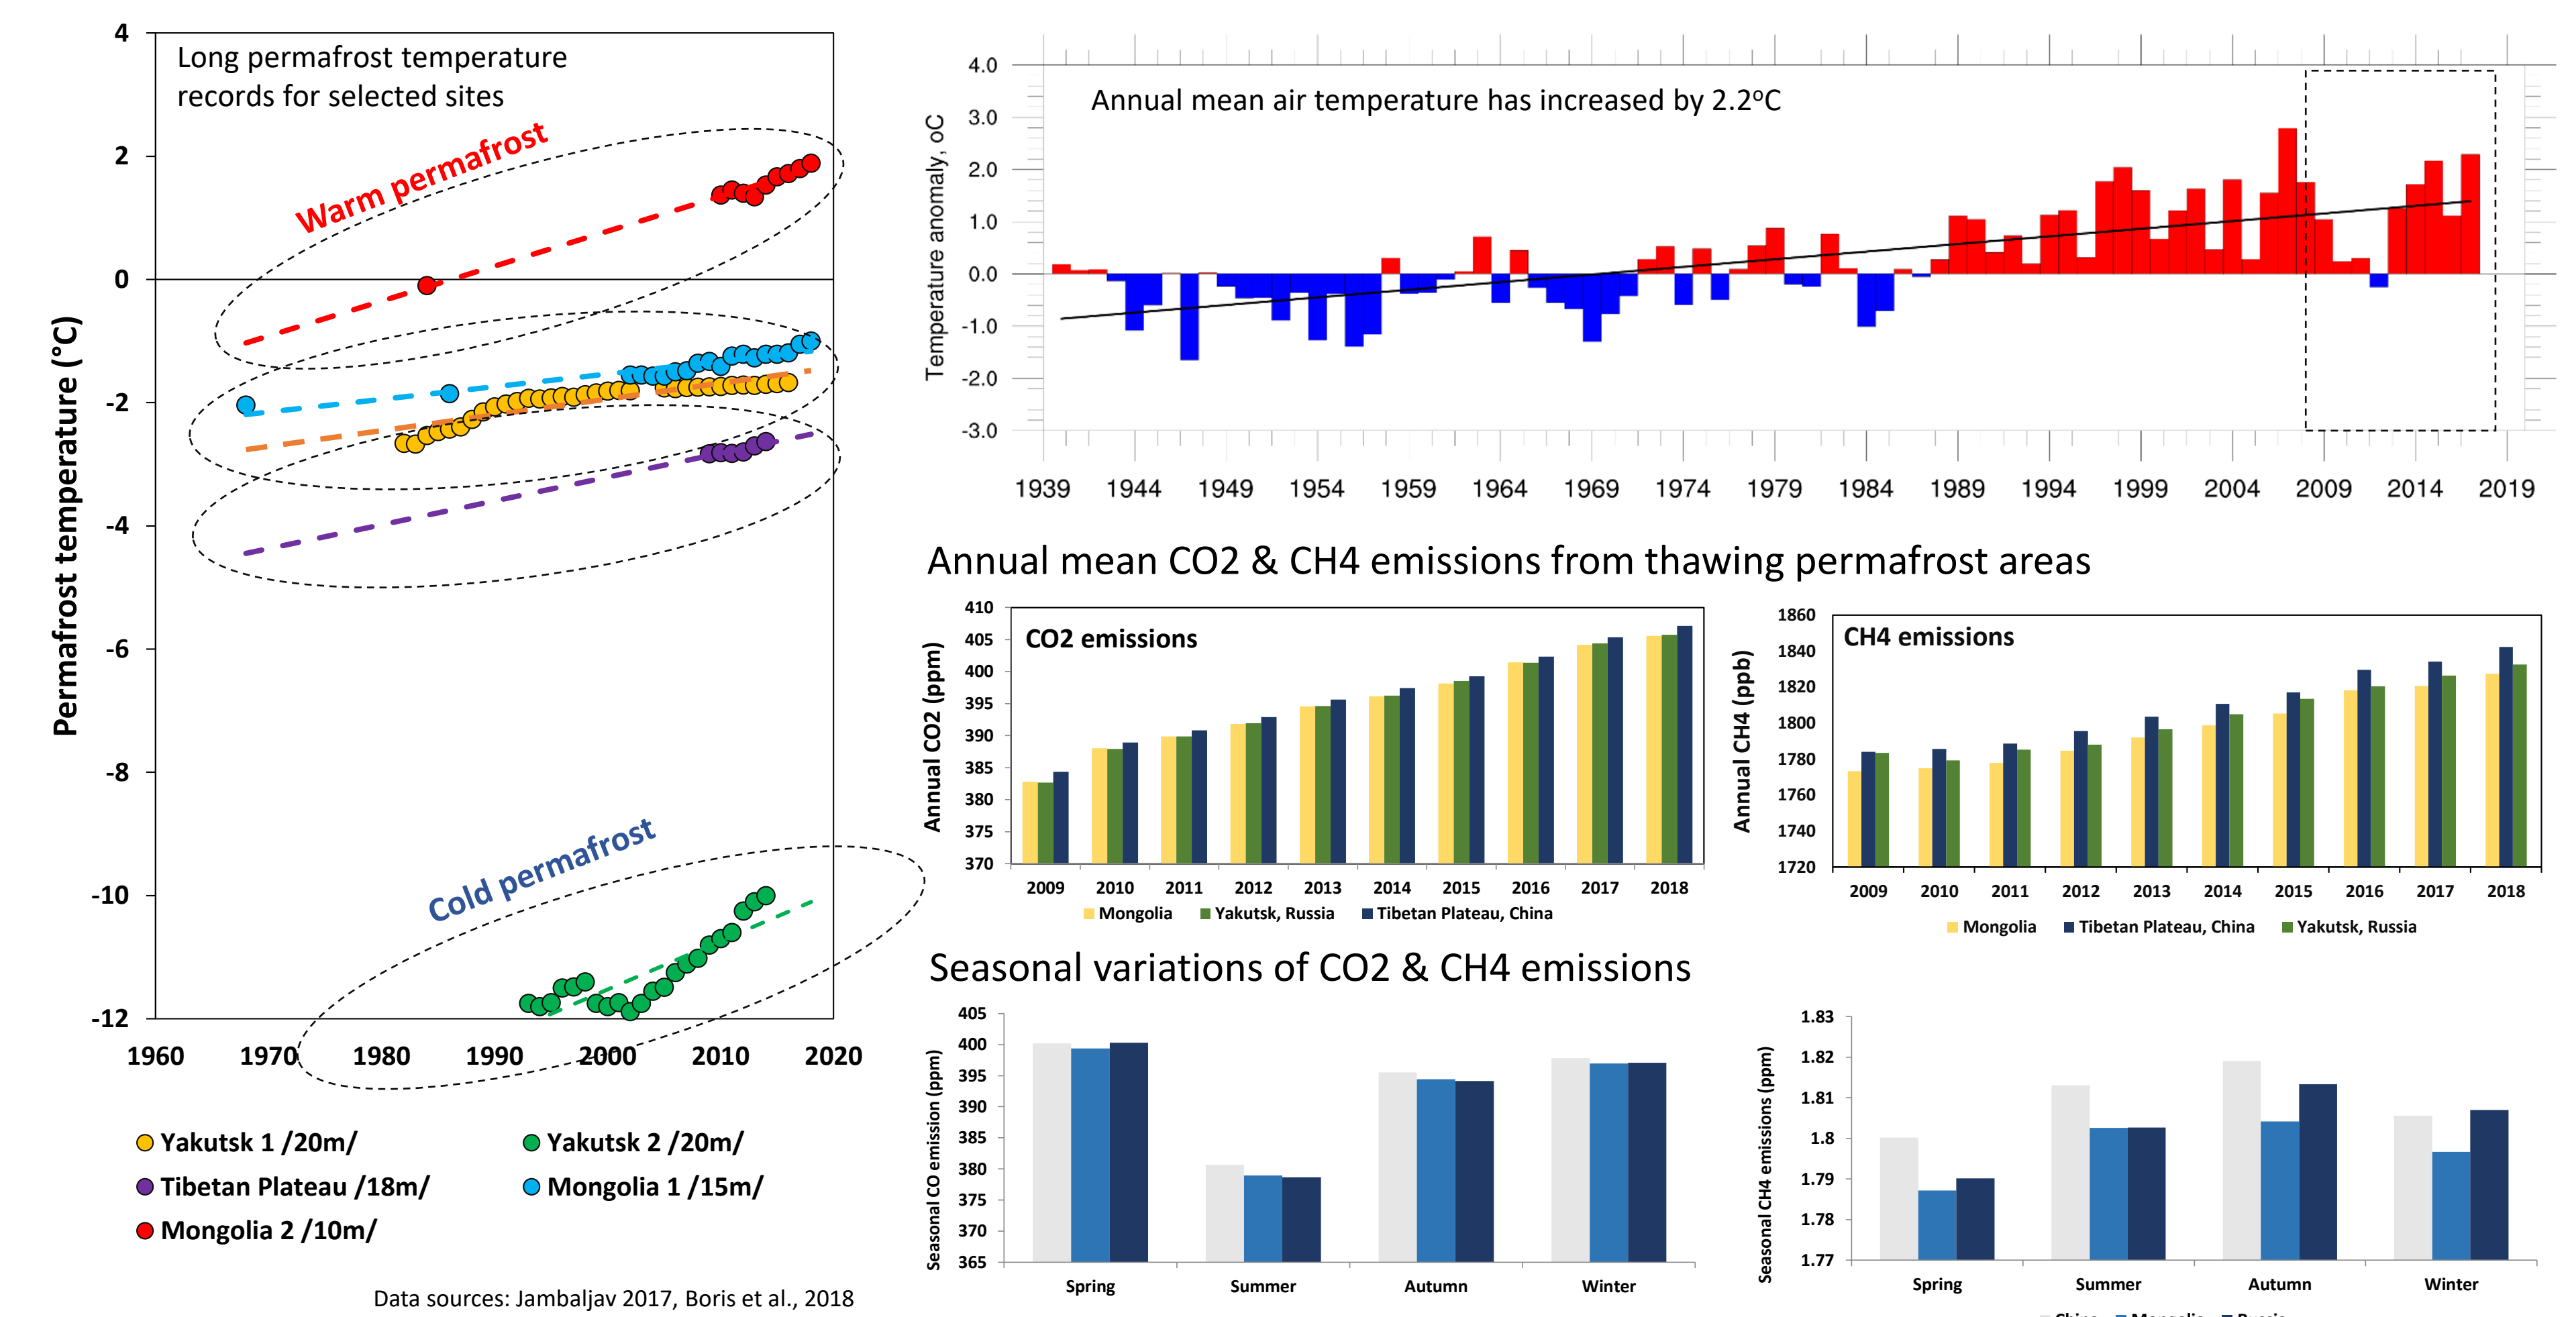 Long permafrost temperature
records for selected sites
Warm permafrost
Cold permafrost
Permafrost temperature (°C)
4
2
0
-2
-4
-6
-8
-10
-12
1960 1970 1980 1990 2000 2010 2020
Yakutsk 1 /20m/ Yakutsk 2 /20m/
Tibetan Plateau /18m/ Mongolia 1 /15m/
Mongolia 2 /10m/
Data sources: Jambaljav 2017, Boris et al., 2018
Annual mean air temperature has increased by 2.2°C
Temperature anomaly, oC
4.0
3.0
2.0
1.0
0.0
-1.0
-2.0
-3.0
1939 1944 1949 1954 1959 1964 1969 1974 1979 1984 1989 1994 1999 2004 2009 2014 2019
Annual mean CO2 & CH4 emissions from thawing permafrost areas
CO2 emissions
Annual CO2 (ppm)
410
405
400
395
390
385
380
375
370
2009 2010 2011 2012 2013 2014 2015 2016 2017 2018
Mongolia Yakutsk, Russia Tibetan Plateau, China
CH4 emissions
Annual CH4 (ppb)
1860
1840
1820
1800
1780
1760
1740
1720
2009 2010 2011 2012 2013 2014 2015 2016 2017 2018
Mongolia Tibetan Plateau, China Yakutsk, Russia
Seasonal variations of CO2 & CH4 emissions
Seasonal CO emission (ppm)
405
400
395
390
385
380
375
370
365
Spring Summer Autumn Winter
Seasonal CH4 emissions (ppm)
1.83
1.82
1.81
1.8
1.79
1.78
1.77
Spring Summer Autumn Winter